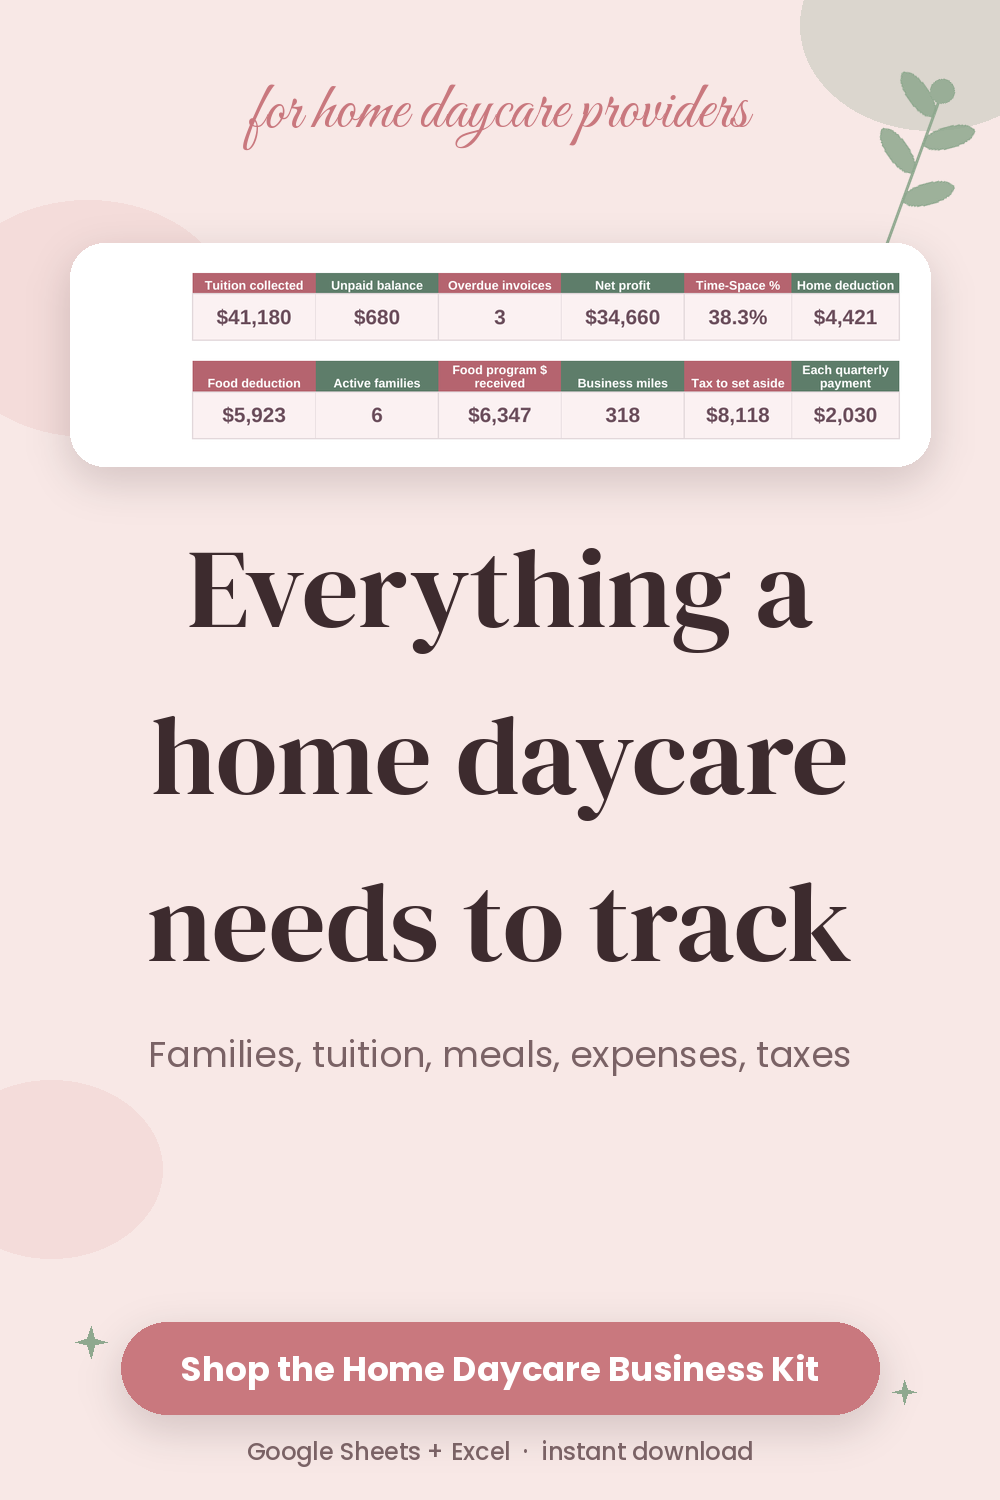 for home daycare providers
Tuition collected Unpaid balance Overdue invoices Net profit Time-Space % Home deduction
$41,180 $680 3 $34,660 38.3% $4,421
Food deduction Active families Food program $ received Business miles Tax to set aside Each quarterly payment
$5,923 6 $6,347 318 $8,118 $2,030
Everything a
home daycare
needs to track
Families, tuition, meals, expenses, taxes
Shop the Home Daycare Business Kit
Google Sheets + Excel · instant download